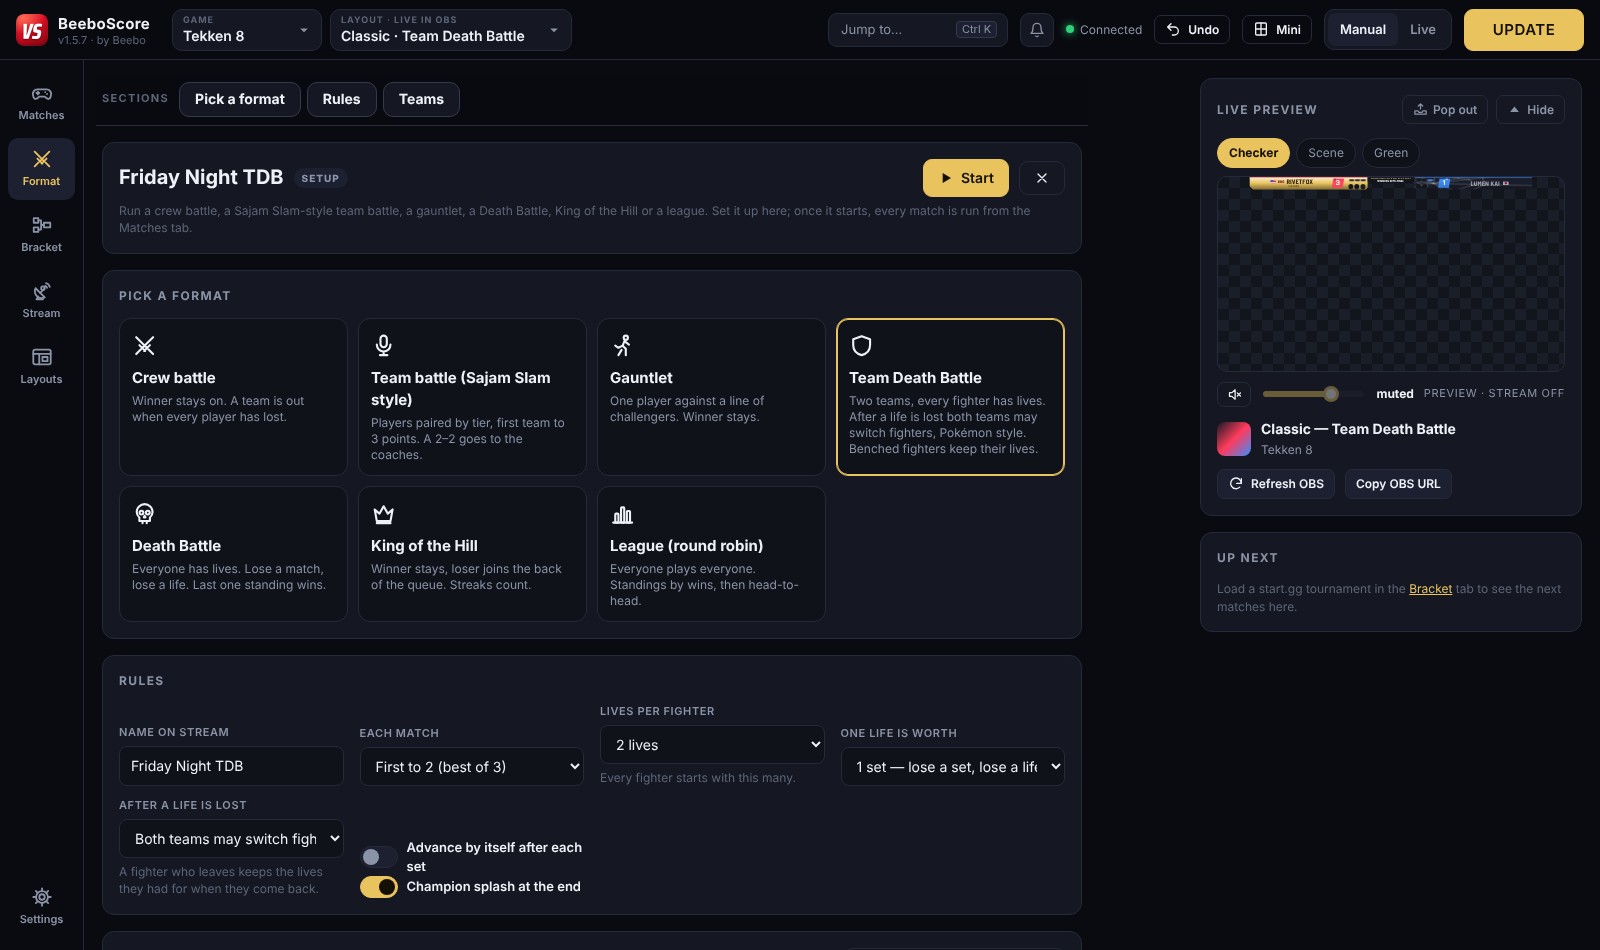 VS
BeeboScore
v1.5.7 · by Beebo
GAME
Tekken 8
LAYOUT · LIVE IN OBS
Classic · Team Death Battle
Jump to...
Ctrl K
Connected
Undo
Mini
Manual
Live
UPDATE
Matches
Format
Bracket
Stream
Layouts
Settings
SECTIONS
Pick a format
Rules
Teams
Friday Night TDB
SETUP
Start
Run a crew battle, a Sajam Slam-style team battle, a gauntlet, a Death Battle, King of the Hill or a league. Set it up here; once it starts, every match is run from the
Matches tab.
PICK A FORMAT
Crew battle
Winner stays on. A team is out
when every player has lost.
Team battle (Sajam Slam
style)
Players paired by tier, first team to
3 points. A 2–2 goes to the
coaches.
Gauntlet
One player against a line of
challengers. Winner stays.
Team Death Battle
Two teams, every fighter has lives.
After a life is lost both teams may
switch fighters, Pokémon style.
Benched fighters keep their lives.
Death Battle
Everyone has lives. Lose a match,
lose a life. Last one standing wins.
King of the Hill
Winner stays, loser joins the back
of the queue. Streaks count.
League (round robin)
Everyone plays everyone.
Standings by wins, then head-to-
head.
RULES
NAME ON STREAM
Friday Night TDB
EACH MATCH
First to 2 (best of 3)
LIVES PER FIGHTER
2 lives
Every fighter starts with this many.
ONE LIFE IS WORTH
1 set — lose a set, lose a life
AFTER A LIFE IS LOST
Both teams may switch figh
A fighter who leaves keeps the lives
they had for when they come back.
Advance by itself after each
set
Champion splash at the end
LIVE PREVIEW
Pop out
Hide
Checker
Scene
Green
RIVETFOX
3
1
LUMEN KAI
muted
PREVIEW · STREAM OFF
Classic — Team Death Battle
Tekken 8
Refresh OBS
Copy OBS URL
UP NEXT
Load a start.gg tournament in the Bracket tab to see the next
matches here.